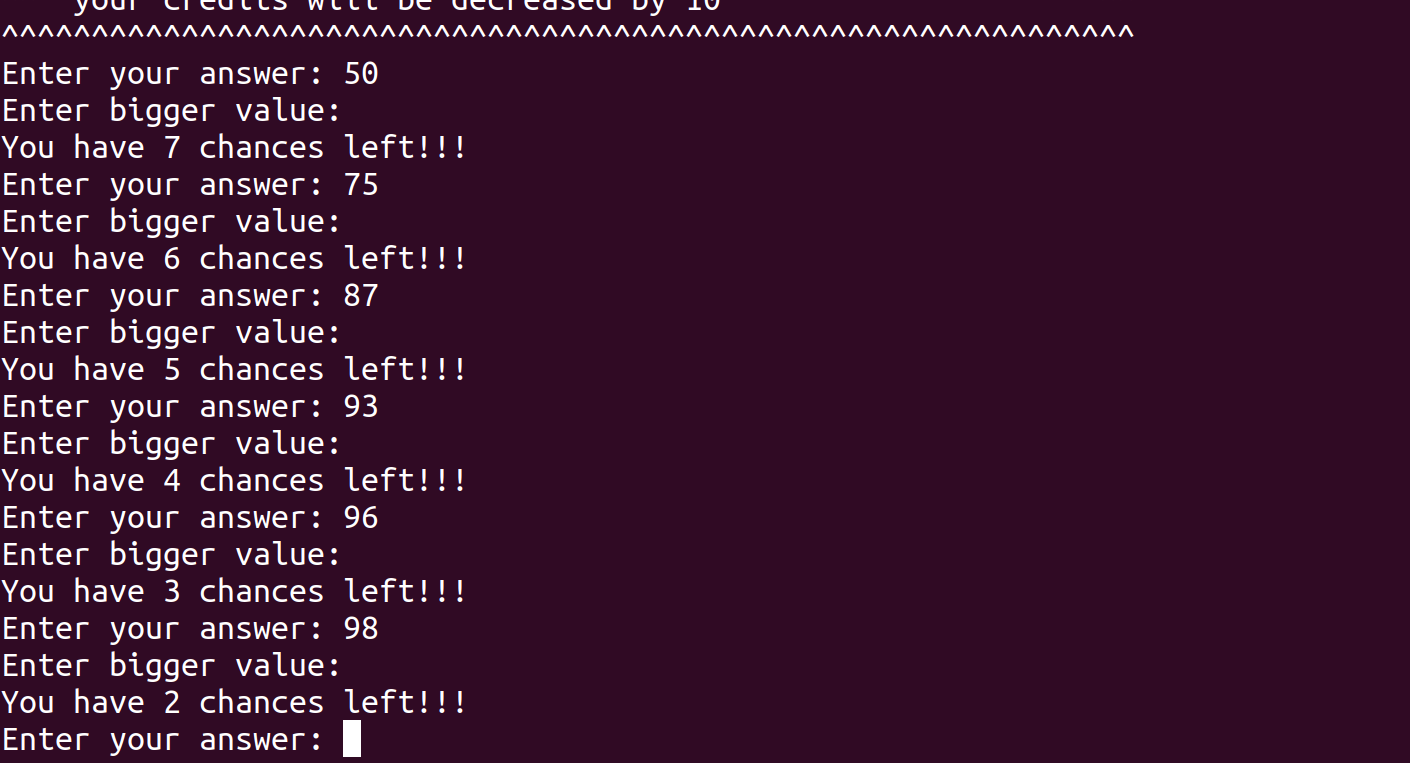 your credits will be decreased by 10
^^^^^^^^^^^^^^^^^^^^^^^^^^^^^^^^^^^^^^^^^^^^^^^^^^^^^^^^^^^^^^^
Enter your answer: 50
Enter bigger value:
You have 7 chances left!!!
Enter your answer: 75
Enter bigger value:
You have 6 chances left!!!
Enter your answer: 87
Enter bigger value:
You have 5 chances left!!!
Enter your answer: 93
Enter bigger value:
You have 4 chances left!!!
Enter your answer: 96
Enter bigger value:
You have 3 chances left!!!
Enter your answer: 98
Enter bigger value:
You have 2 chances left!!!
Enter your answer: